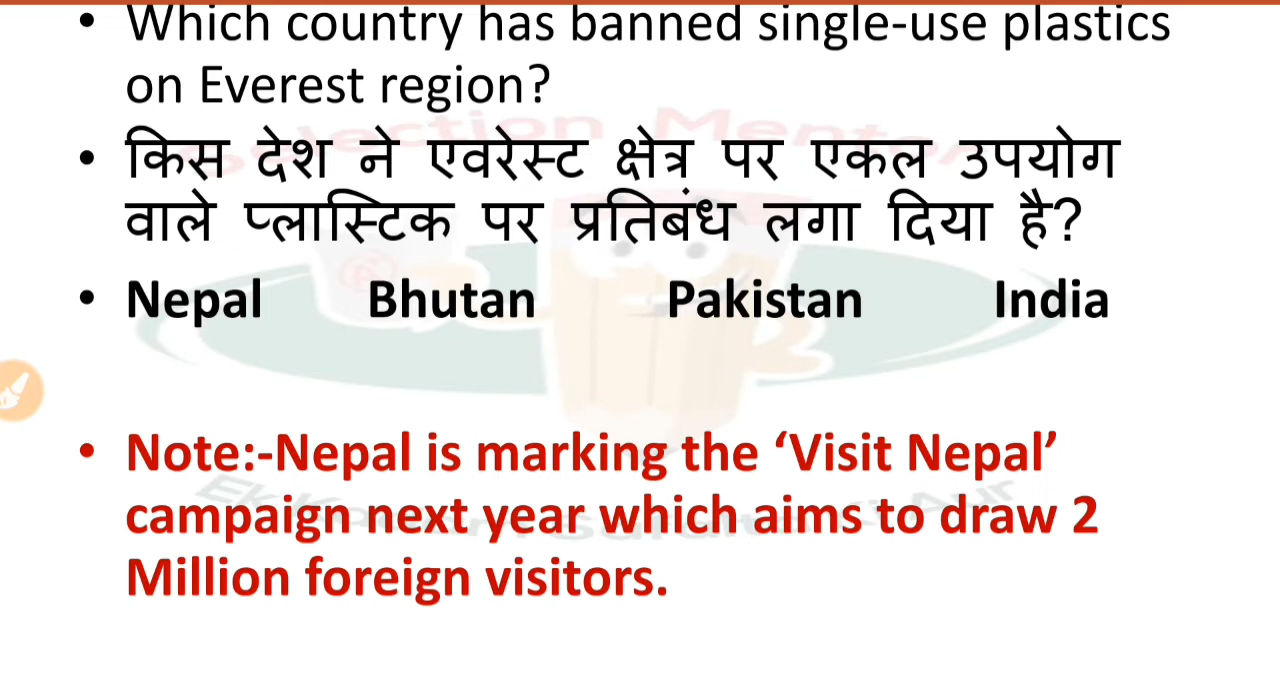 • Which country has banned single-use plastics
on Everest region?
• किस देश ने एवरेस्ट क्षेत्र पर एकल उपयोग
वाले प्लास्टिक पर प्रतिबंध लगा दिया है?
• Nepal Bhutan Pakistan India
• Note:-Nepal is marking the ‘Visit Nepal’
campaign next year which aims to draw 2
Million foreign visitors.